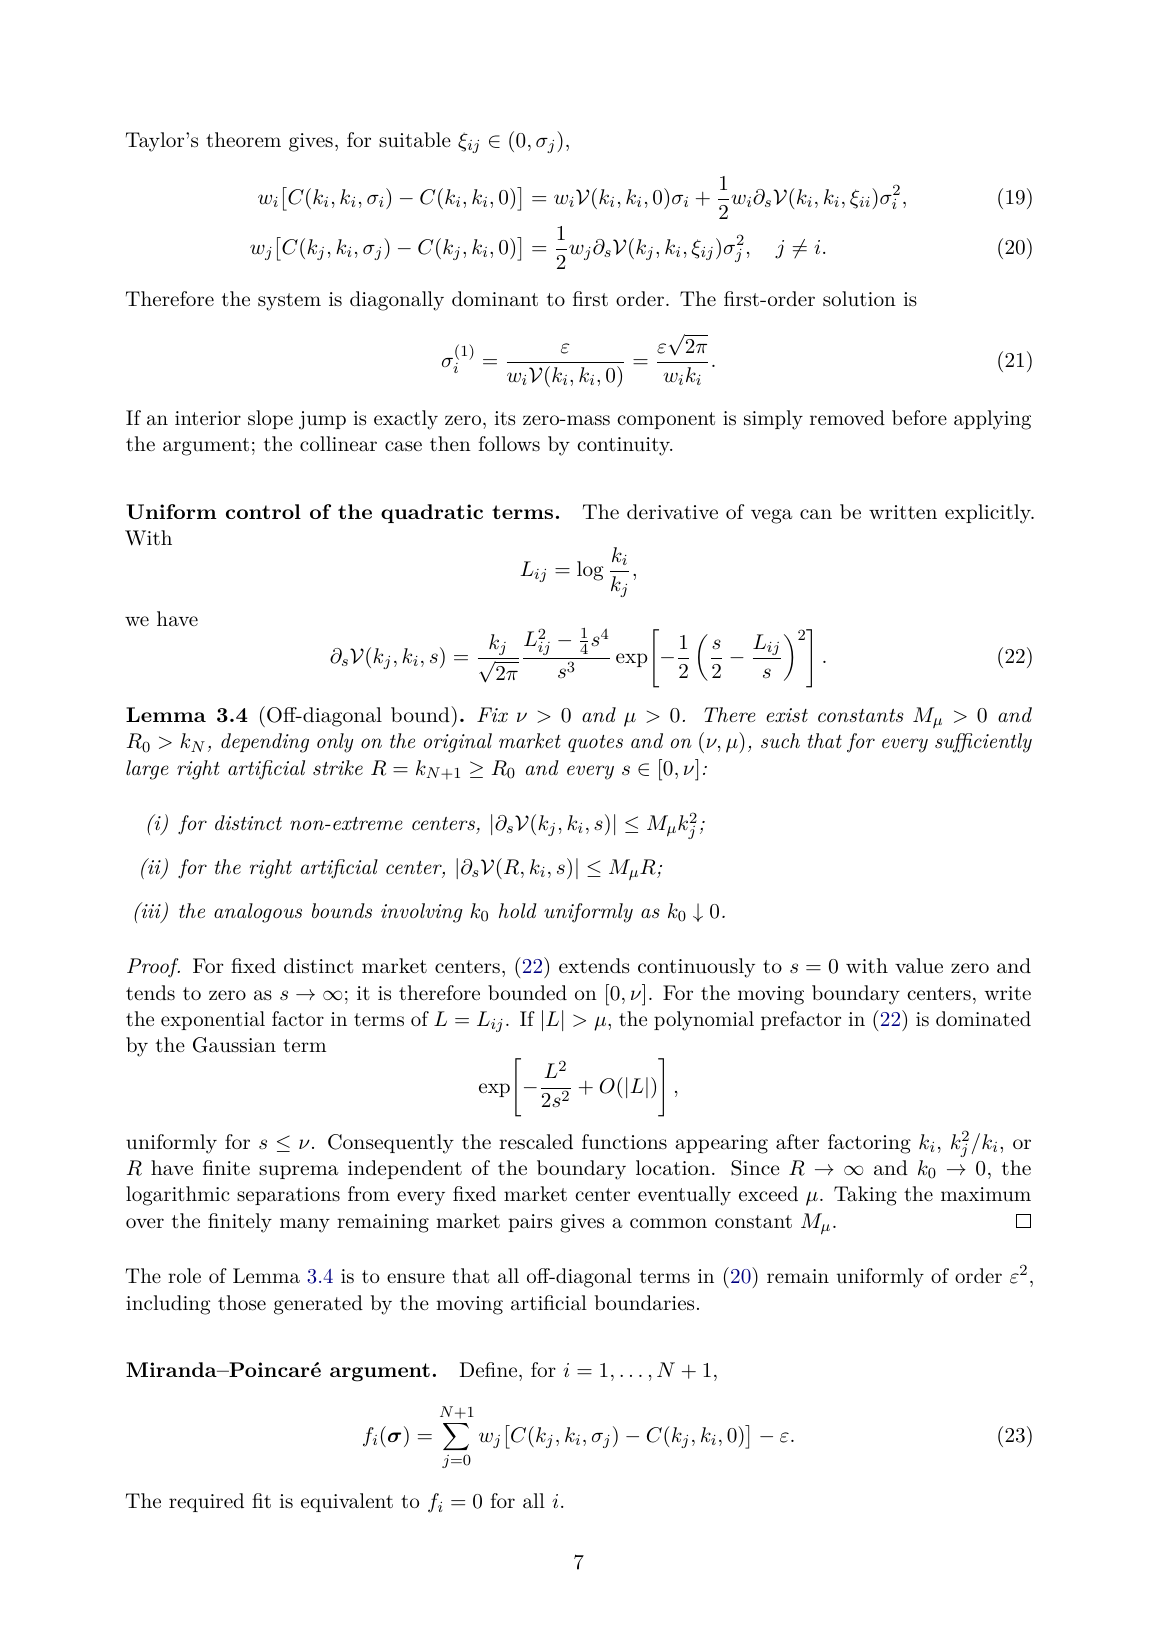 Taylor's theorem gives, for suitable ξ_{ij} ∈ (0, σ_j),
w_i[C(k_i, k_i, σ_i) − C(k_i, k_i, 0)] = w_i𝒱(k_i, k_i, 0)σ_i + \frac{1}{2}w_i∂_s𝒱(k_i, k_i, ξ_{ii})σ_i^2, (19)
w_j[C(k_j, k_i, σ_j) − C(k_j, k_i, 0)] = \frac{1}{2}w_j∂_s𝒱(k_j, k_i, ξ_{ij})σ_j^2, j ≠ i. (20)
Therefore the system is diagonally dominant to first order. The first-order solution is
σ_i^{(1)} = \frac{ε}{w_i𝒱(k_i, k_i, 0)} = \frac{ε\sqrt{2π}}{w_ik_i}. (21)
If an interior slope jump is exactly zero, its zero-mass component is simply removed before applying
the argument; the collinear case then follows by continuity.
Uniform control of the quadratic terms. The derivative of vega can be written explicitly.
With
L_{ij} = log \frac{k_i}{k_j},
we have
∂_s𝒱(k_j, k_i, s) = \frac{k_j}{\sqrt{2π}} \frac{L_{ij}^2 − \frac{1}{4}s^4}{s^3} exp[−\frac{1}{2}(\frac{s}{2} − \frac{L_{ij}}{s})^2]. (22)
Lemma 3.4 (Off-diagonal bound). Fix ν > 0 and μ > 0. There exist constants M_μ > 0 and
R_0 > k_N, depending only on the original market quotes and on (ν, μ), such that for every sufficiently
large right artificial strike R = k_{N+1} ≥ R_0 and every s ∈ [0, ν]:
(i) for distinct non-extreme centers, |∂_s𝒱(k_j, k_i, s)| ≤ M_μk_j^2;
(ii) for the right artificial center, |∂_s𝒱(R, k_i, s)| ≤ M_μR;
(iii) the analogous bounds involving k_0 hold uniformly as k_0 ↓ 0.
Proof. For fixed distinct market centers, (22) extends continuously to s = 0 with value zero and
tends to zero as s → ∞; it is therefore bounded on [0, ν]. For the moving boundary centers, write
the exponential factor in terms of L = L_{ij}. If |L| > μ, the polynomial prefactor in (22) is dominated
by the Gaussian term
exp[−\frac{L^2}{2s^2} + O(|L|)],
uniformly for s ≤ ν. Consequently the rescaled functions appearing after factoring k_i, k_j^2/k_i, or
R have finite suprema independent of the boundary location. Since R → ∞ and k_0 → 0, the
logarithmic separations from every fixed market center eventually exceed μ. Taking the maximum
over the finitely many remaining market pairs gives a common constant M_μ. □
The role of Lemma 3.4 is to ensure that all off-diagonal terms in (20) remain uniformly of order ε^2,
including those generated by the moving artificial boundaries.
Miranda–Poincaré argument. Define, for i = 1, . . . , N + 1,
f_i(σ) = \sum_{j=0}^{N+1} w_j[C(k_j, k_i, σ_j) − C(k_j, k_i, 0)] − ε. (23)
The required fit is equivalent to f_i = 0 for all i.
7